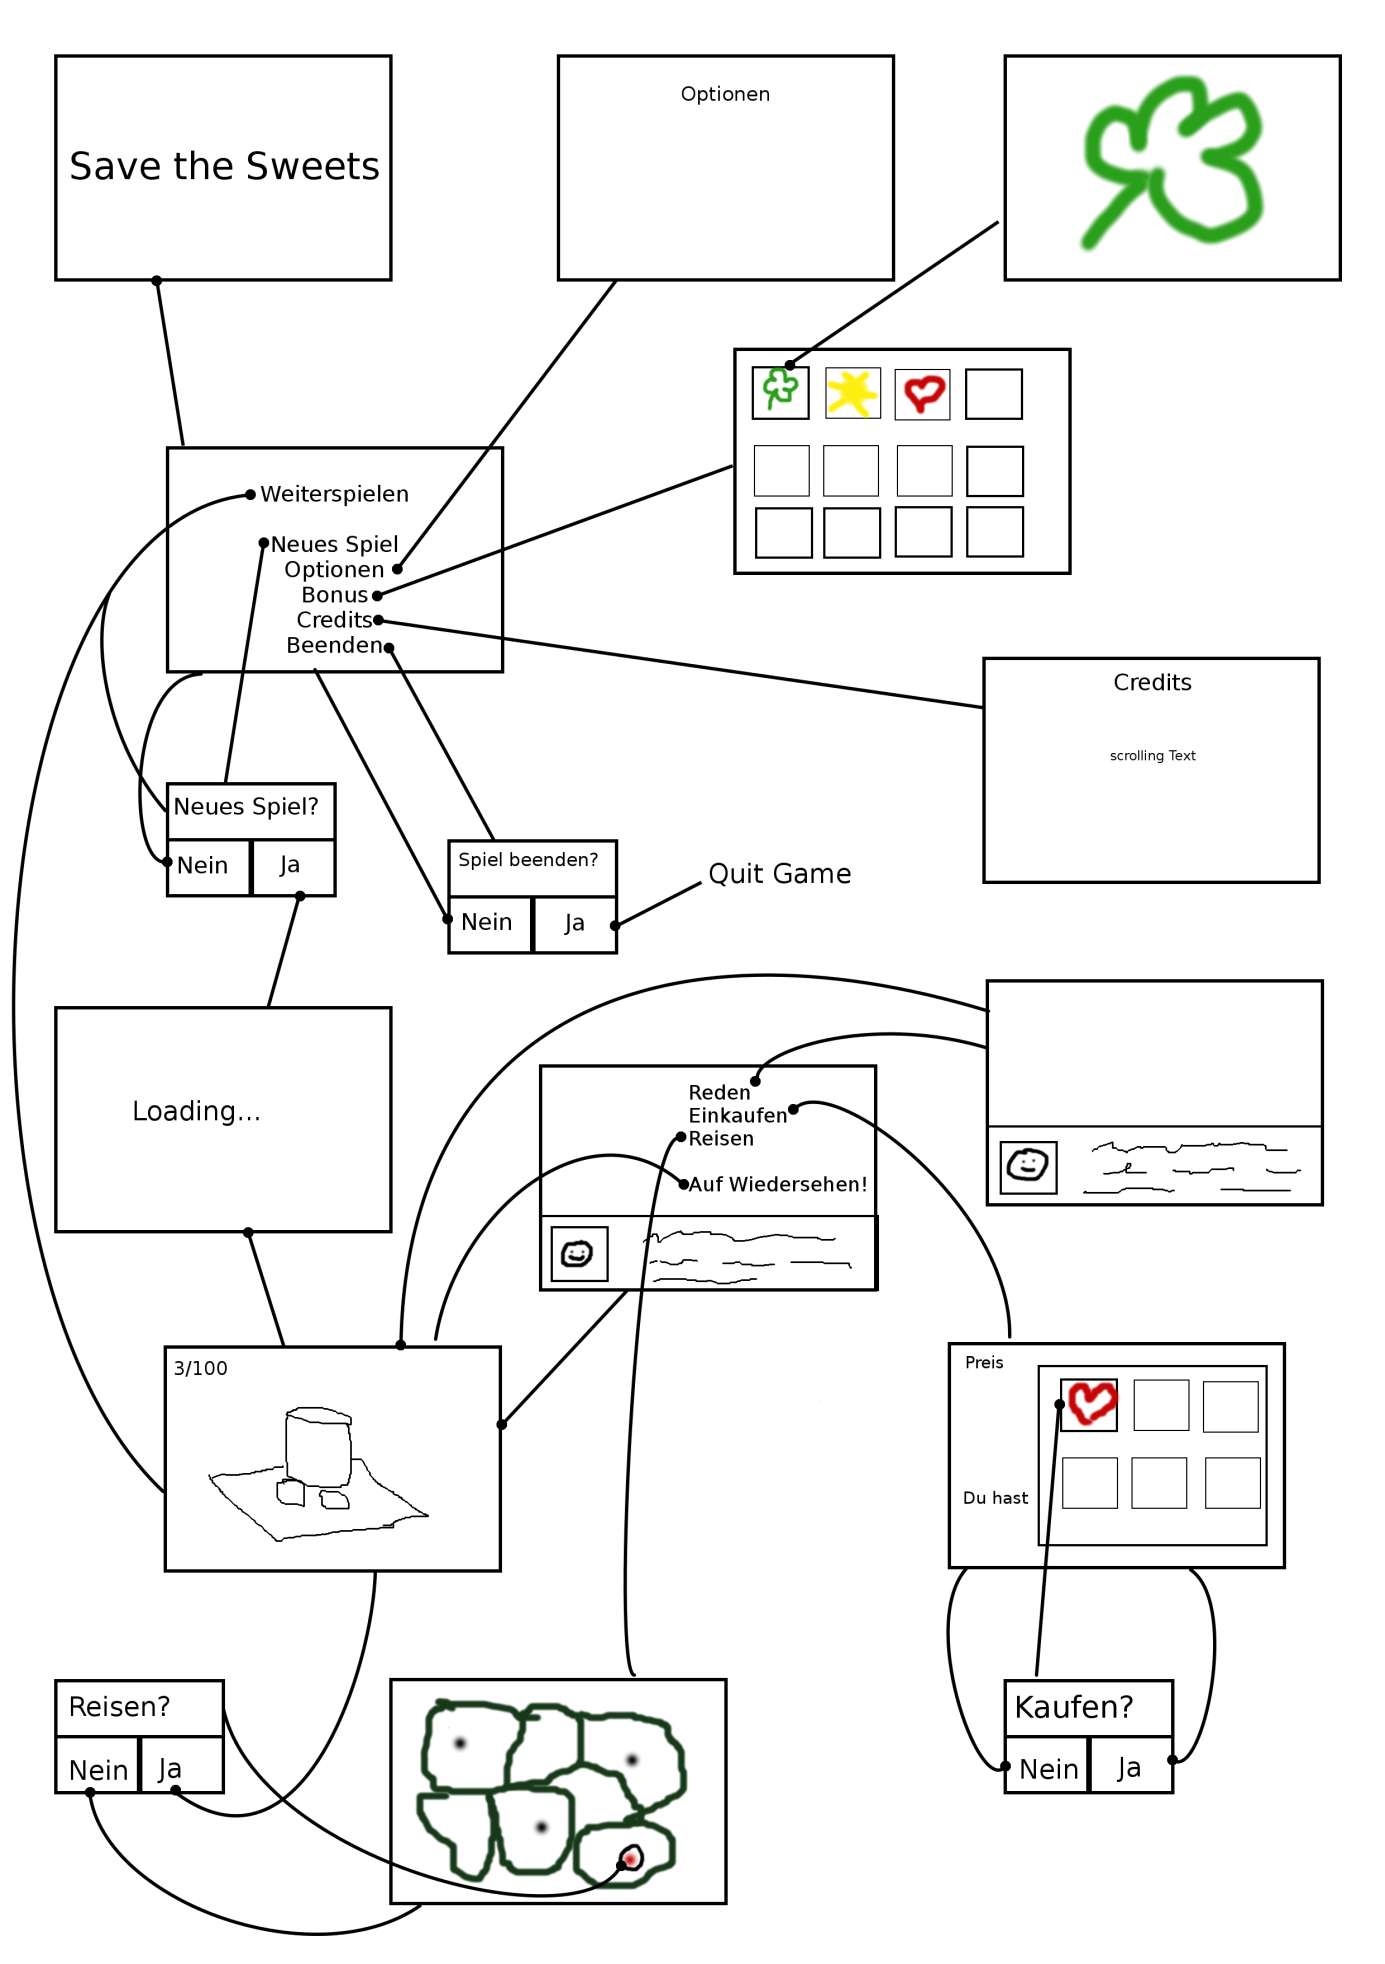 Save the Sweets
Optionen
Weiterspielen
Neues Spiel
Optionen
Bonus
Credits
Beenden
Credits
scrolling Text
Neues Spiel?
Nein
Ja
Spiel beenden?
Nein
Ja
Quit Game
Loading...
Reden
Einkaufen
Reisen
Auf Wiedersehen!
3/100
Preis
Du hast
Reisen?
Nein
Ja
Kaufen?
Nein
Ja